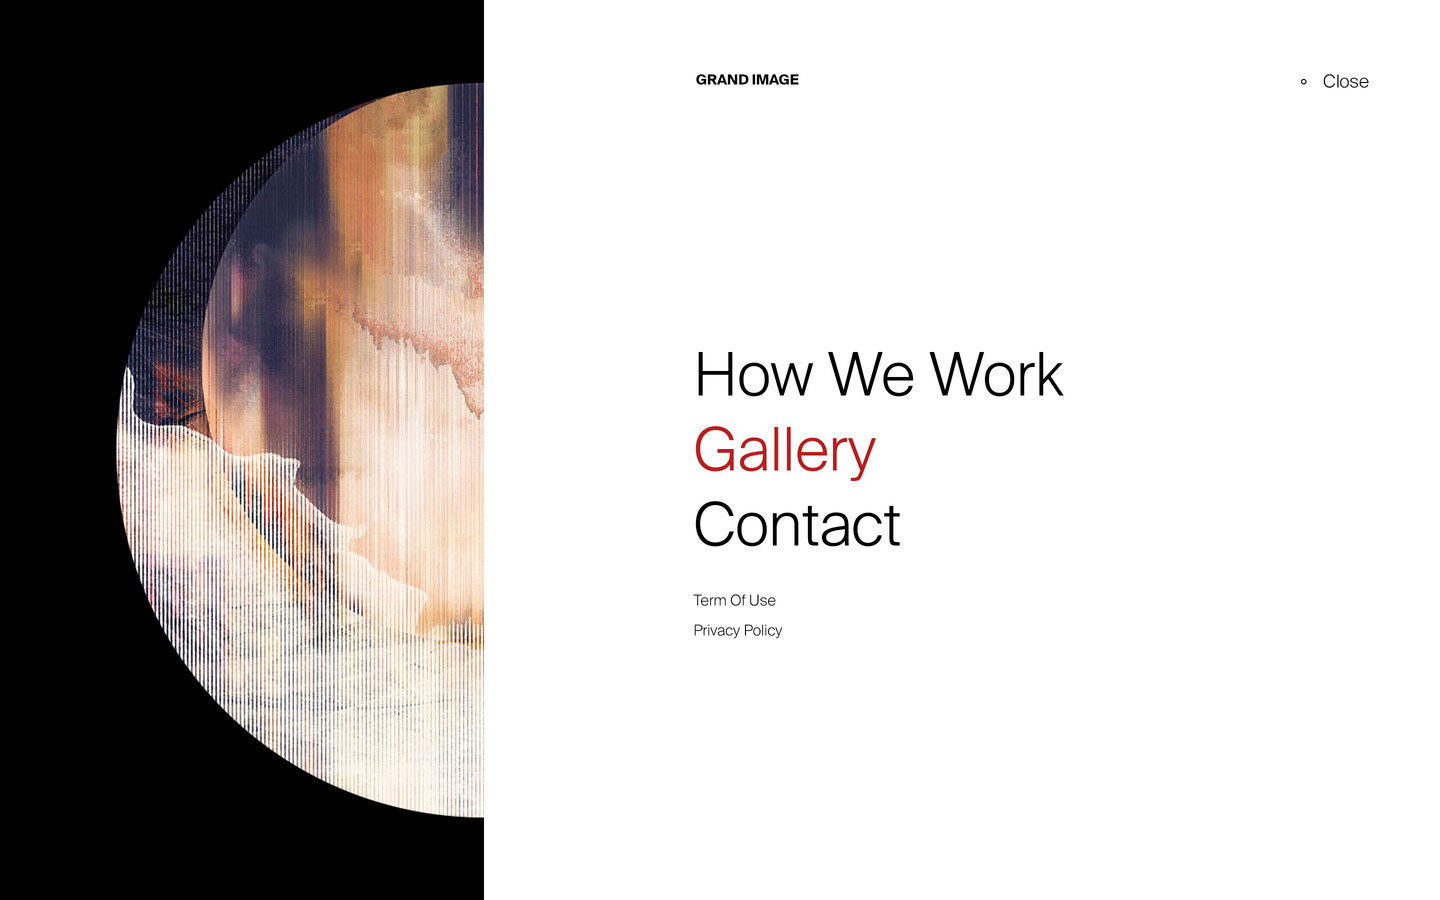 GRAND IMAGE
Close
How We Work
Gallery
Contact
Term Of Use
Privacy Policy